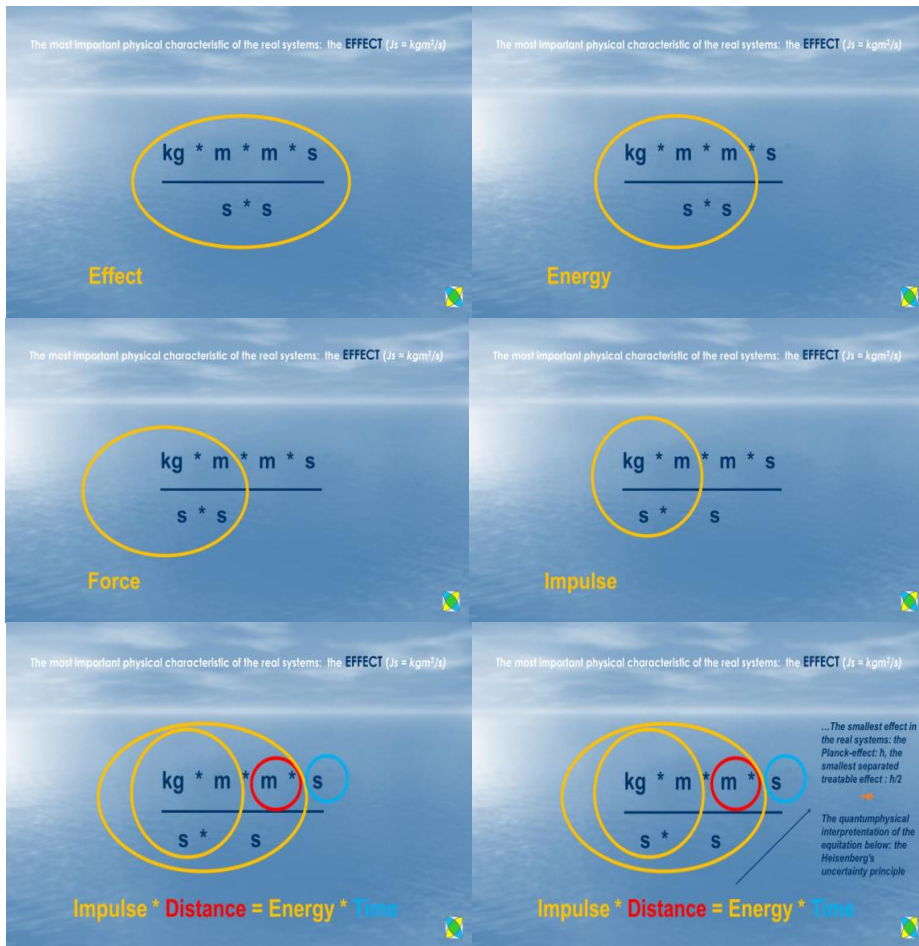 The most important physical characteristic of the real systems: the EFFECT (Js = kgm²/s)
kg * m * m * s
s * s
Effect
The most important physical characteristic of the real systems: the EFFECT (Js = kgm²/s)
kg * m * m * s
s * s
Energy
The most important physical characteristic of the real systems: the EFFECT (Js = kgm²/s)
kg * m * m * s
s * s
Force
The most important physical characteristic of the real systems: the EFFECT (Js = kgm²/s)
kg * m * m * s
s * s
Impulse
The most important physical characteristic of the real systems: the EFFECT (Js = kgm²/s)
kg * m * m * s
s * s
Impulse * Distance = Energy * Time
The most important physical characteristic of the real systems: the EFFECT (Js = kgm²/s)
kg * m * m * s
s * s
...The smallest effect in
the real systems: the
Planck-effect: ħ, the
smallest separated
treatable effect : ħ/2
The quantumphysical
interpretentation of the
equitation below: the
Heisenberg's
uncertainty principle
Impulse * Distance = Energy * Time